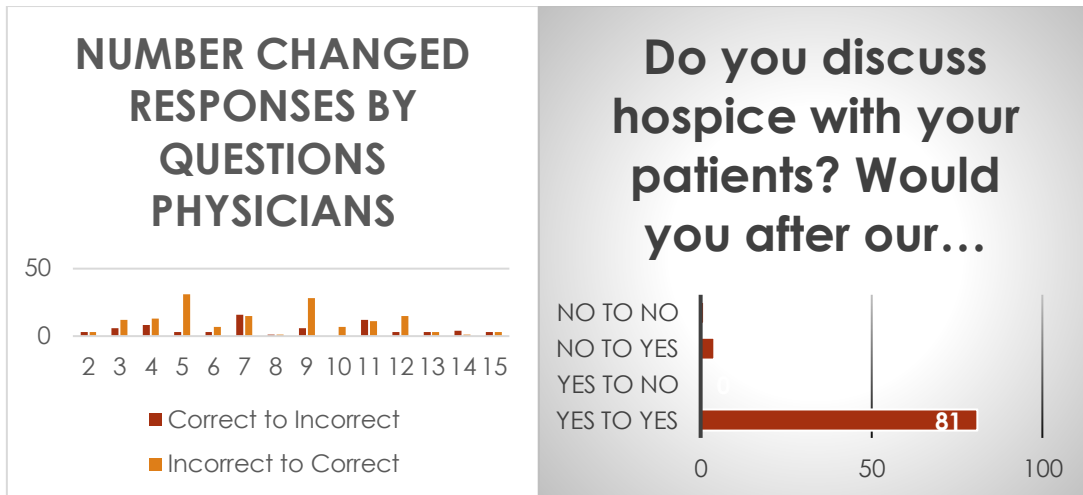 NUMBER CHANGED
RESPONSES BY
QUESTIONS
PHYSICIANS
50
0
2 3 4 5 6 7 8 9 10 11 12 13 14 15
Correct to Incorrect
Incorrect to Correct
Do you discuss
hospice with your
patients? Would
you after our…
NO TO NO
NO TO YES
YES TO NO 0
YES TO YES 81
0 50 100